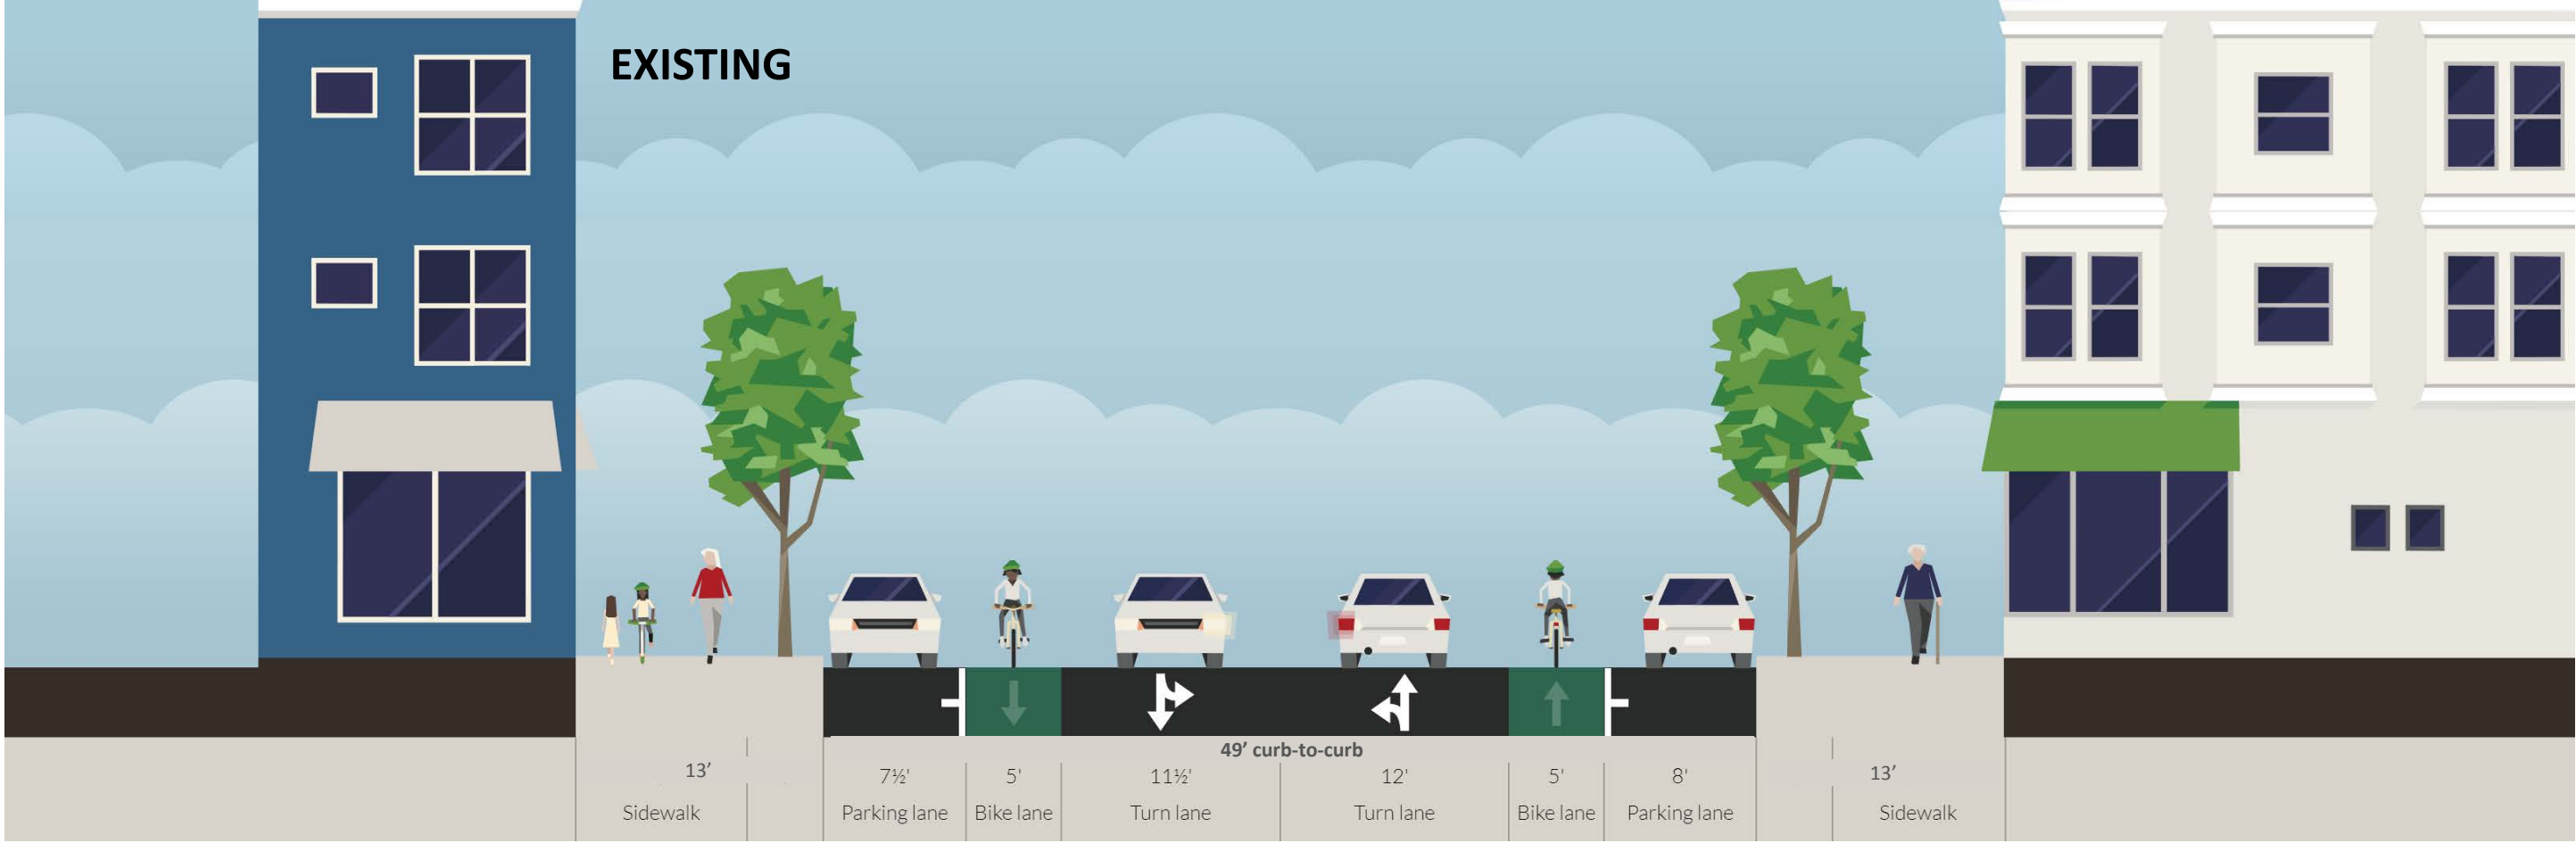 EXISTING
49’ curb-to-curb
13’ 7½' 5' 11½' 12' 5' 8' 13’
Sidewalk Parking lane Bike lane Turn lane Turn lane Bike lane Parking lane Sidewalk